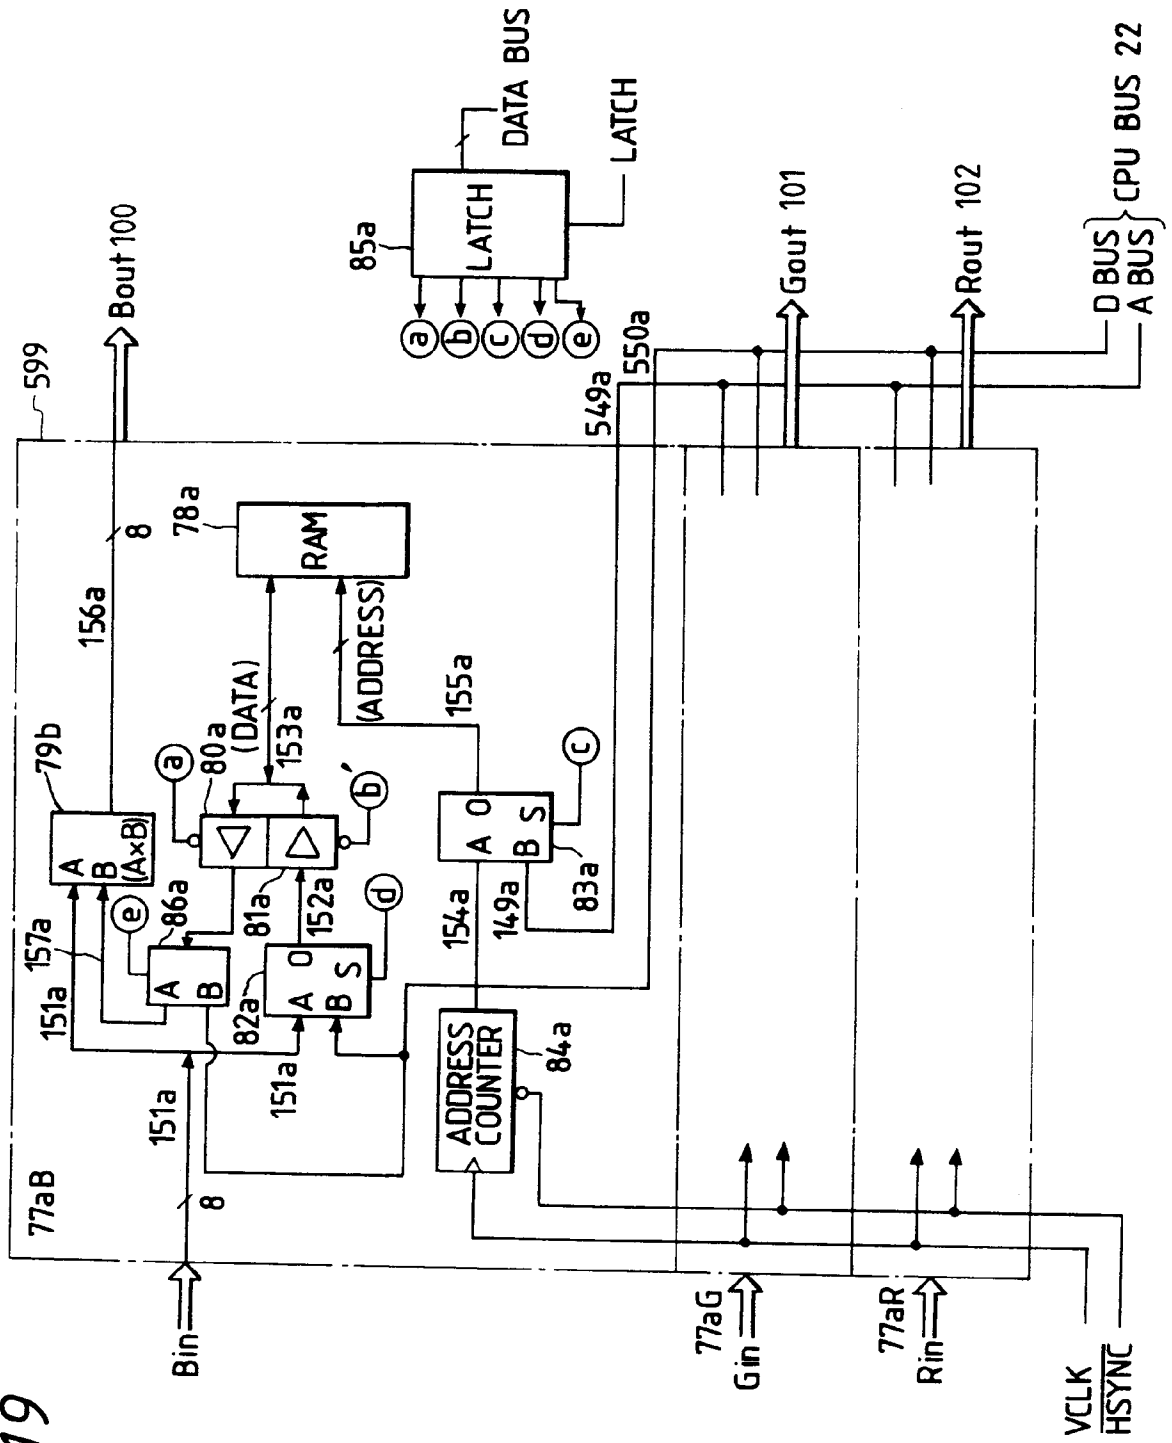 19
599
77aB
Bin
8
151a
151a
157a
151a
e
86a
A
B
79b
A
B
(A×B)
156a
8
Bout 100
a
80a
(DATA)
153a
78a
RAM
81a
152a
b'
82a
A
B
O
S
d
(ADDRESS)
155a
ADDRESS
COUNTER
84a
154a
149a
A
B
O
S
83a
c
549a
550a
85a
LATCH
DATA BUS
LATCH
a
b
c
d
e
77aG
Gin
Gout 101
77aR
Rin
Rout 102
VCLK
HSYNC
D BUS
A BUS
CPU BUS 22